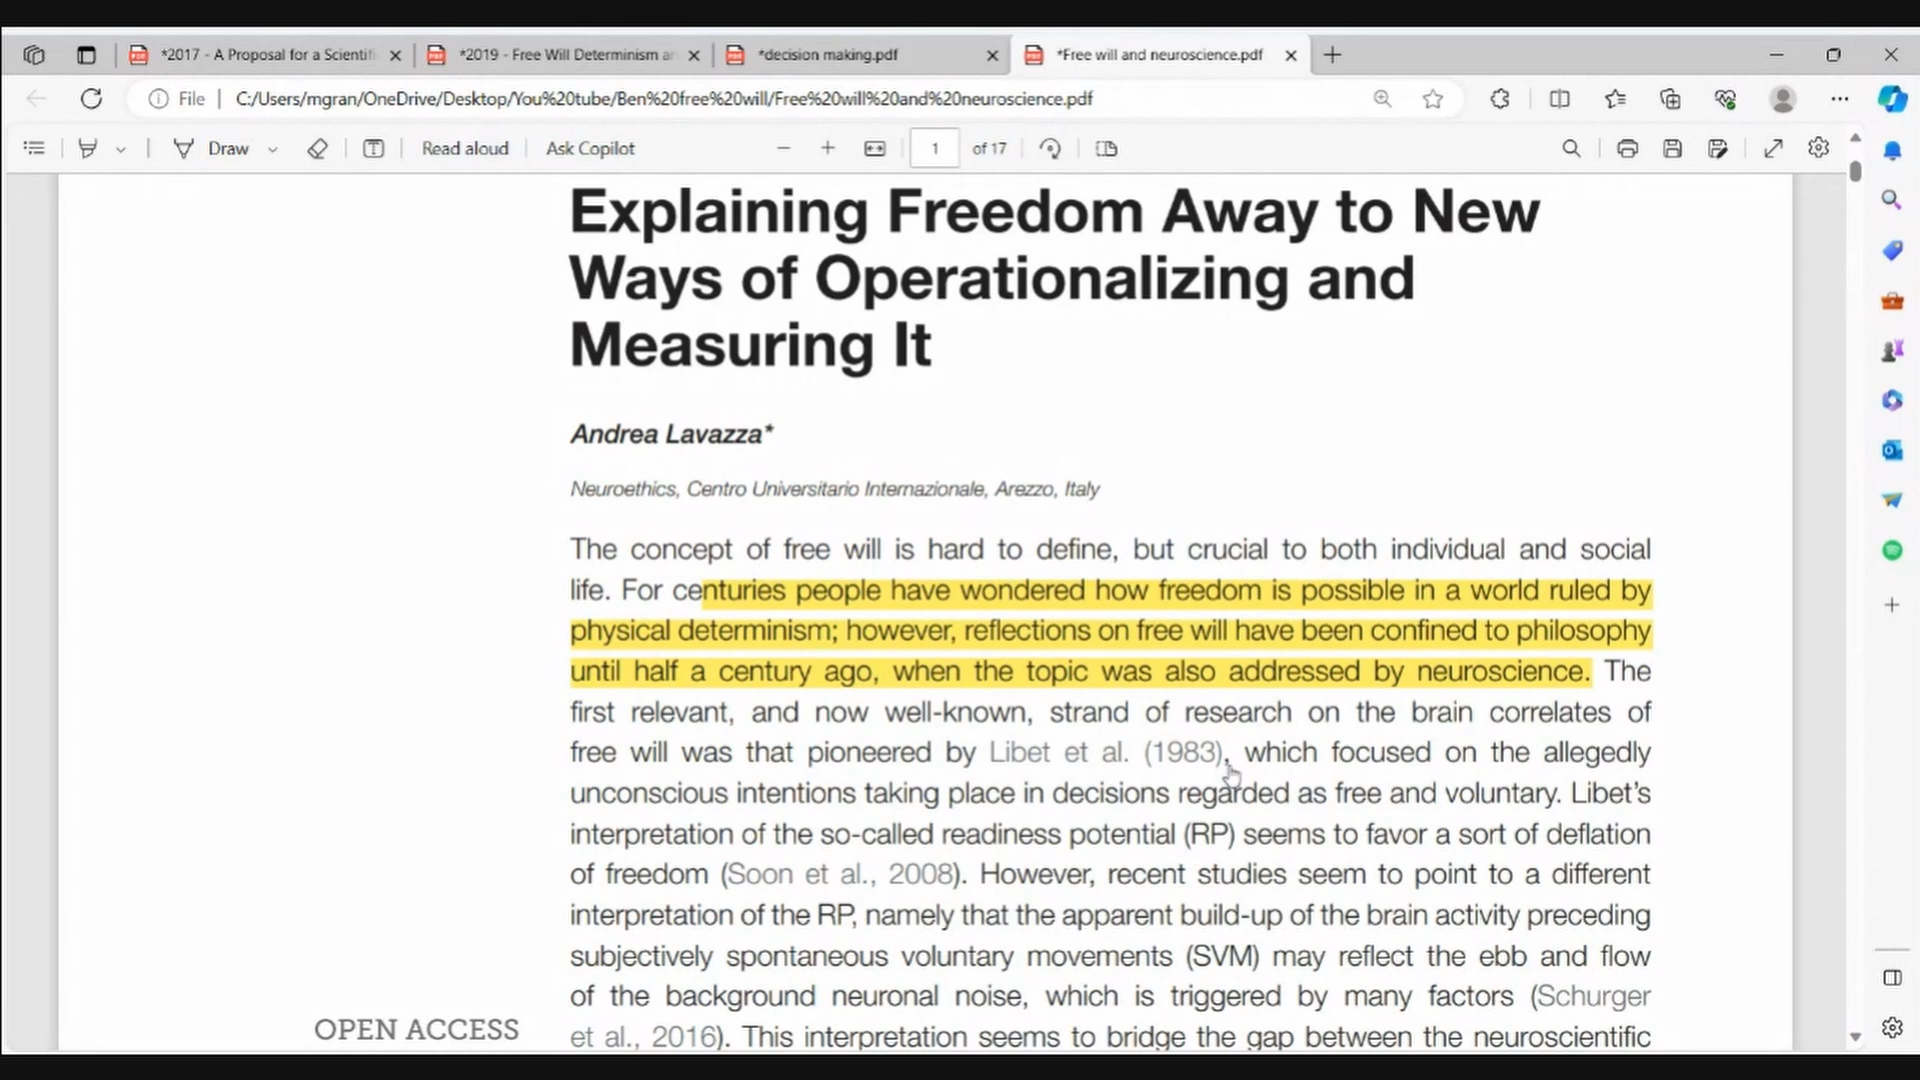 *2017 - A Proposal for a Scientifi
*2019 - Free Will Determinism an
*decision making.pdf
*Free will and neuroscience.pdf
File
C:/Users/mgran/OneDrive/Desktop/You%20tube/Ben%20free%20will/Free%20will%20and%20neuroscience.pdf
Draw
Read aloud
Ask Copilot
1
of 17
Explaining Freedom Away to New
Ways of Operationalizing and
Measuring It
Andrea Lavazza*
Neuroethics, Centro Universitario Internazionale, Arezzo, Italy
The concept of free will is hard to define, but crucial to both individual and social
life. For centuries people have wondered how freedom is possible in a world ruled by
physical determinism; however, reflections on free will have been confined to philosophy
until half a century ago, when the topic was also addressed by neuroscience. The
first relevant, and now well-known, strand of research on the brain correlates of
free will was that pioneered by Libet et al. (1983), which focused on the allegedly
unconscious intentions taking place in decisions regarded as free and voluntary. Libet's
interpretation of the so-called readiness potential (RP) seems to favor a sort of deflation
of freedom (Soon et al., 2008). However, recent studies seem to point to a different
interpretation of the RP, namely that the apparent build-up of the brain activity preceding
subjectively spontaneous voluntary movements (SVM) may reflect the ebb and flow
of the background neuronal noise, which is triggered by many factors (Schurger
et al., 2016). This interpretation seems to bridge the gap between the neuroscientific
OPEN ACCESS